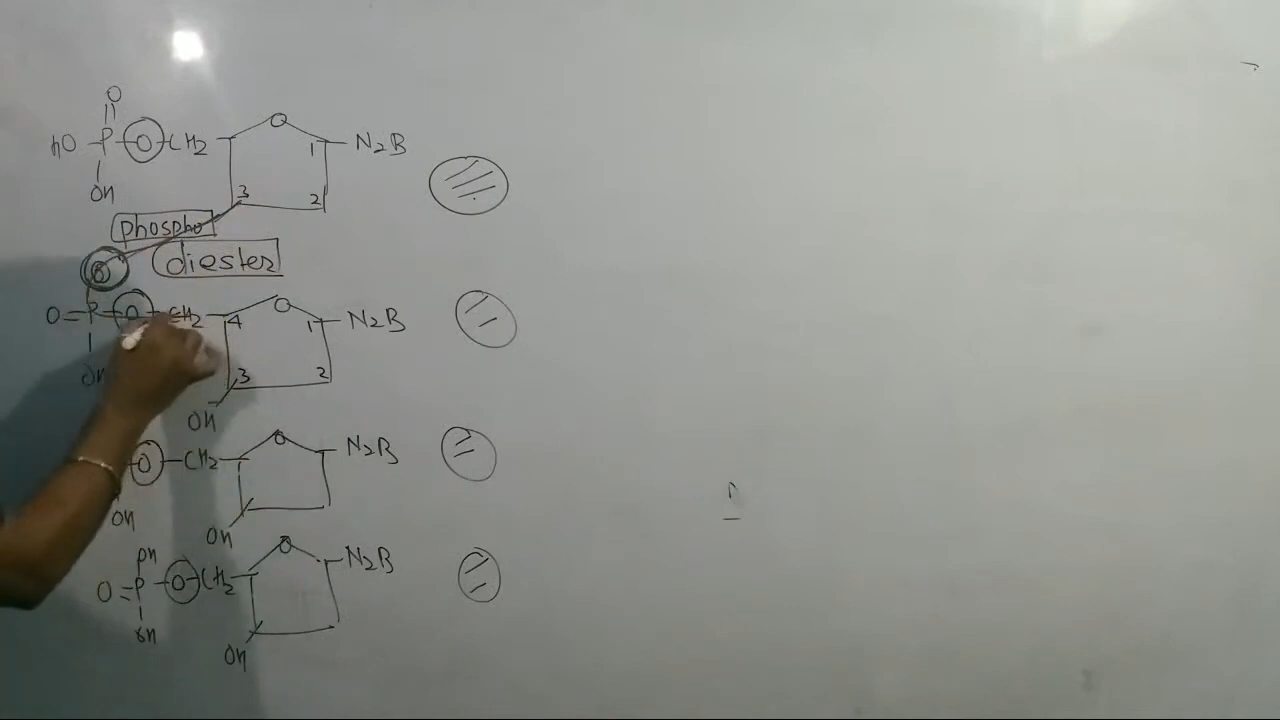 O
O
HO P O CH2 1 N2B
OH 3 2
phospho
O diester
O
O=P O CH2 4 1 N2B
OH 3 2
OH
O
O CH2 N2B
OH
OH
OH O N2B
O=P O CH2
OH
OH